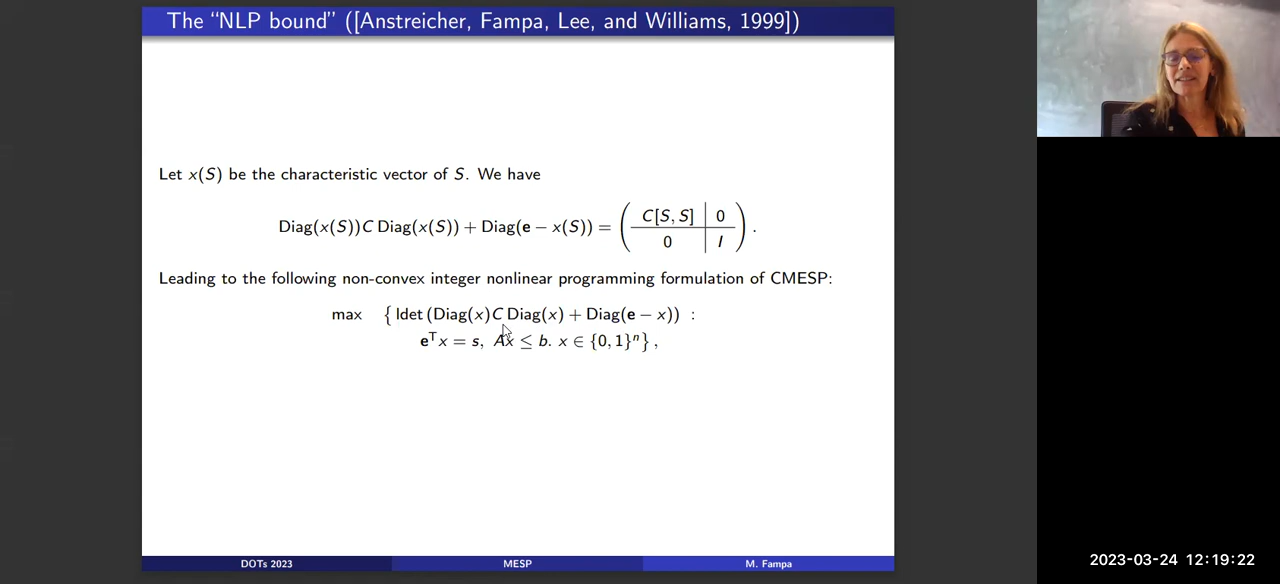 The “NLP bound” ([Anstreicher, Fampa, Lee, and Williams, 1999])
Let x(S) be the characteristic vector of S. We have
Diag(x(S))C Diag(x(S)) + Diag(e − x(S)) = ( C[S, S] | 0
0 | I ) .
Leading to the following non-convex integer nonlinear programming formulation of CMESP:
max { ldet (Diag(x)C Diag(x) + Diag(e − x)) :
eᵀx = s, Ax ≤ b. x ∈ {0, 1}ⁿ} ,
DOTs 2023 MESP M. Fampa
2023-03-24 12:19:22